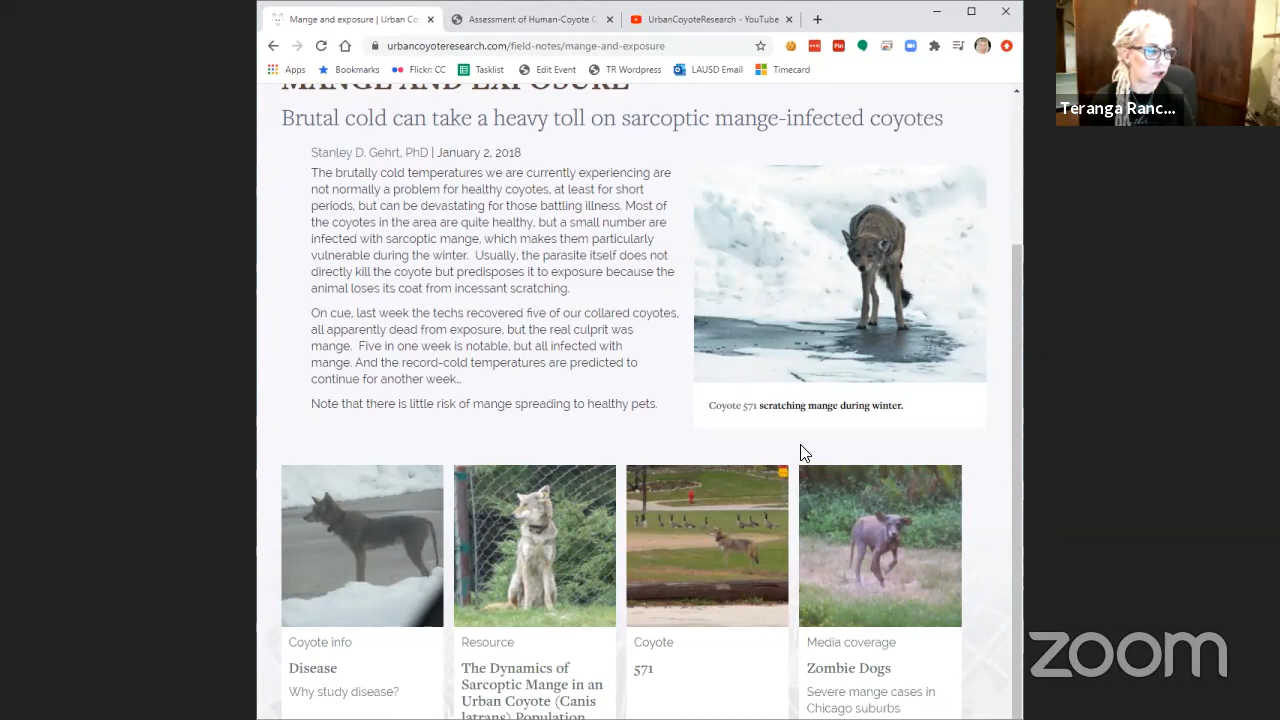 Mange and exposure | Urban Co
Assessment of Human-Coyote C
UrbanCoyoteResearch - YouTube
urbancoyoteresearch.com/field-notes/mange-and-exposure
Apps
Bookmarks
Flickr: CC
Tasklist
Edit Event
TR Wordpress
LAUSD Email
Timecard
Teranga Ranc...
MANGE AND EXPOSURE
Brutal cold can take a heavy toll on sarcoptic mange-infected coyotes
Stanley D. Gehrt, PhD | January 2, 2018
The brutally cold temperatures we are currently experiencing are
not normally a problem for healthy coyotes, at least for short
periods, but can be devastating for those battling illness. Most of
the coyotes in the area are quite healthy, but a small number are
infected with sarcoptic mange, which makes them particularly
vulnerable during the winter. Usually, the parasite itself does not
directly kill the coyote but predisposes it to exposure because the
animal loses its coat from incessant scratching.
On cue, last week the techs recovered five of our collared coyotes,
all apparently dead from exposure, but the real culprit was
mange. Five in one week is notable, but all infected with
mange. And the record-cold temperatures are predicted to
continue for another week...
Note that there is little risk of mange spreading to healthy pets.
Coyote 571 scratching mange during winter.
Coyote info
Disease
Why study disease?
Resource
The Dynamics of
Sarcoptic Mange in an
Urban Coyote (Canis
latrans) Population
Coyote
571
Media coverage
Zombie Dogs
Severe mange cases in
Chicago suburbs
zoom